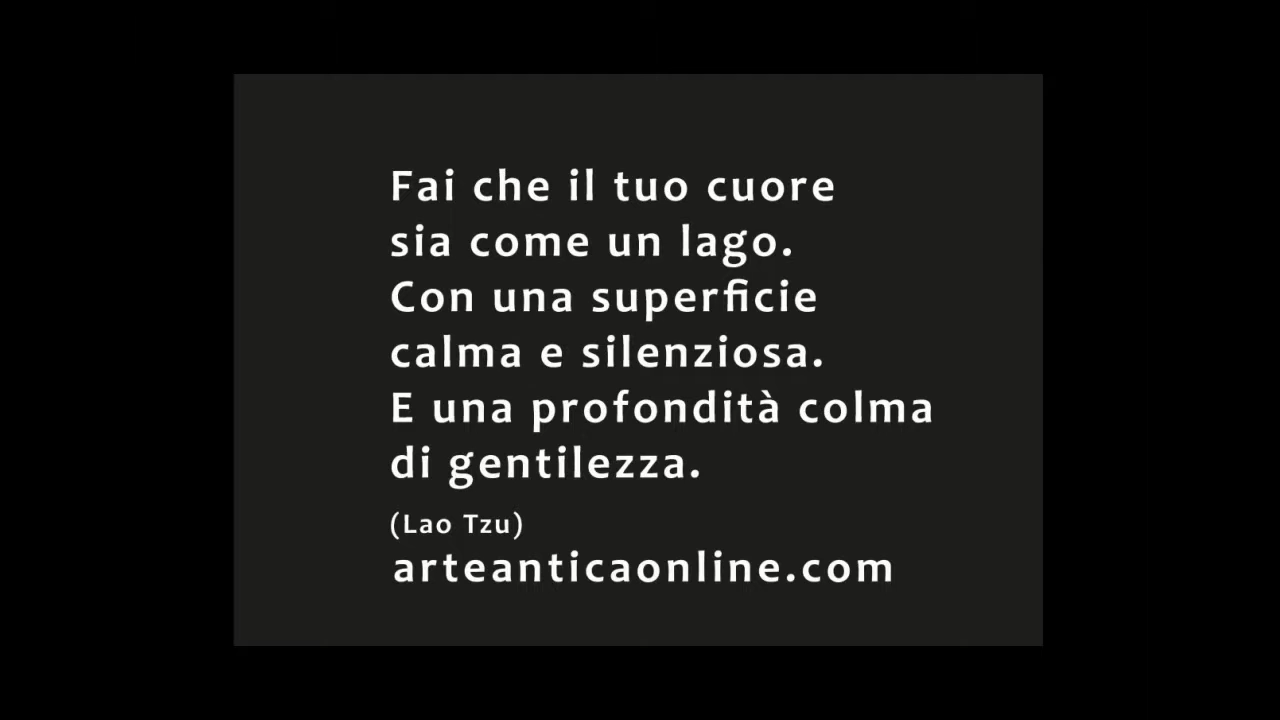 Fai che il tuo cuore
sia come un lago.
Con una superficie
calma e silenziosa.
E una profondità colma
di gentilezza.
(Lao Tzu)
arteanticaonline.com